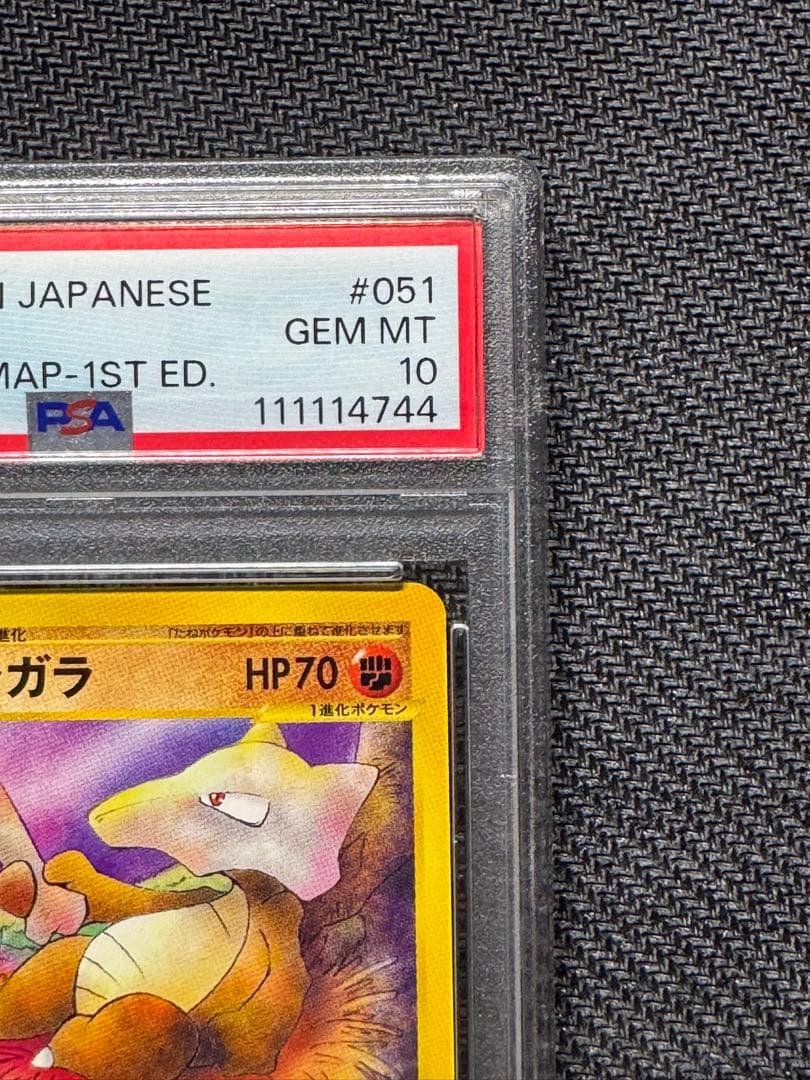 JAPANESE #051
GEM MT
MAP-1ST ED. 10
PSA 111114744
進化 「たねポケモン」の上に重ねて進化させます
ガラ HP70
1進化ポケモン